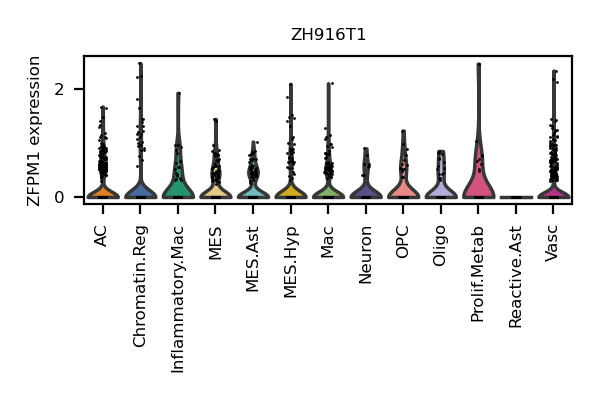 ZH916T1
ZFPM1 expression
2
0
AC
Chromatin.Reg
Inflammatory.Mac
MES
MES.Ast
MES.Hyp
Mac
Neuron
OPC
Oligo
Prolif.Metab
Reactive.Ast
Vasc